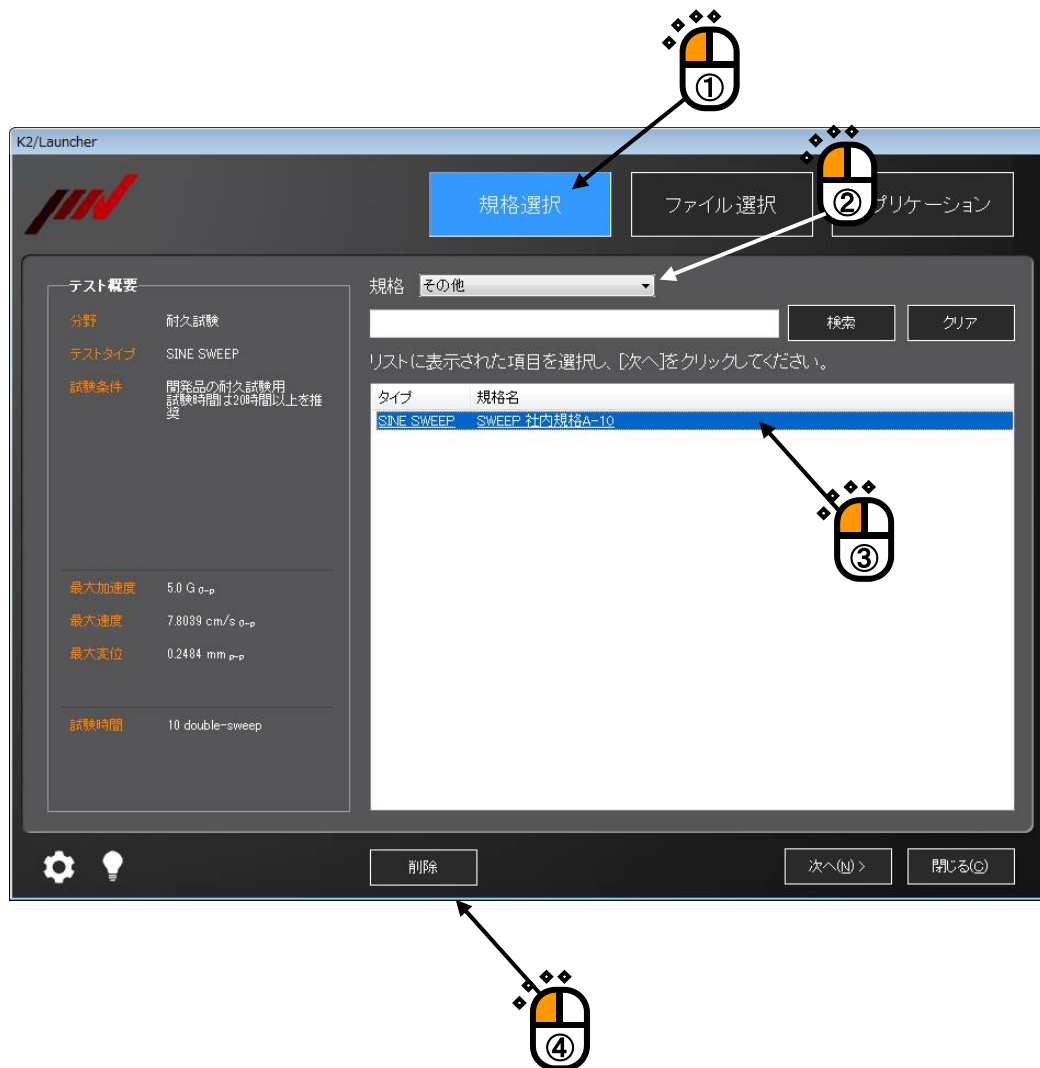 ①
K2/Launcher
規格選択
ファイル選択
プリケーション
②
テスト概要
分野 耐久試験
テストタイプ SINE SWEEP
試験条件 開発品の耐久試験用
試験時間は20時間以上を推
奨
最大加速度 5.0 G 0-p
最大速度 7.8039 cm/s 0-p
最大変位 0.2484 mm p-p
試験時間 10 double-sweep
規格 その他
検索 クリア
リストに表示された項目を選択し、[次へ]をクリックしてください。
タイプ 規格名
SINE SWEEP SWEEP 社内規格A-10
③
削除
次へ(N) >
閉じる(C)
④